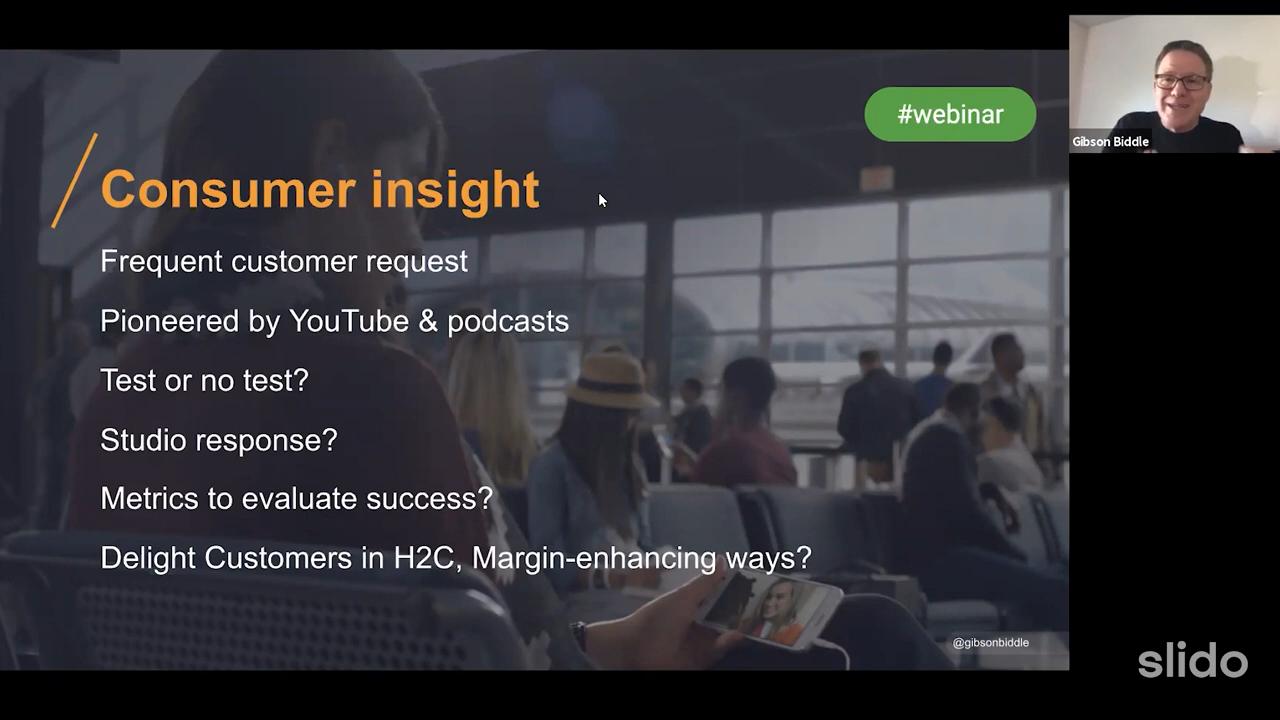 #webinar
Gibson Biddle
Consumer insight
Frequent customer request
Pioneered by YouTube & podcasts
Test or no test?
Studio response?
Metrics to evaluate success?
Delight Customers in H2C, Margin-enhancing ways?
@gibsonbiddle
slido